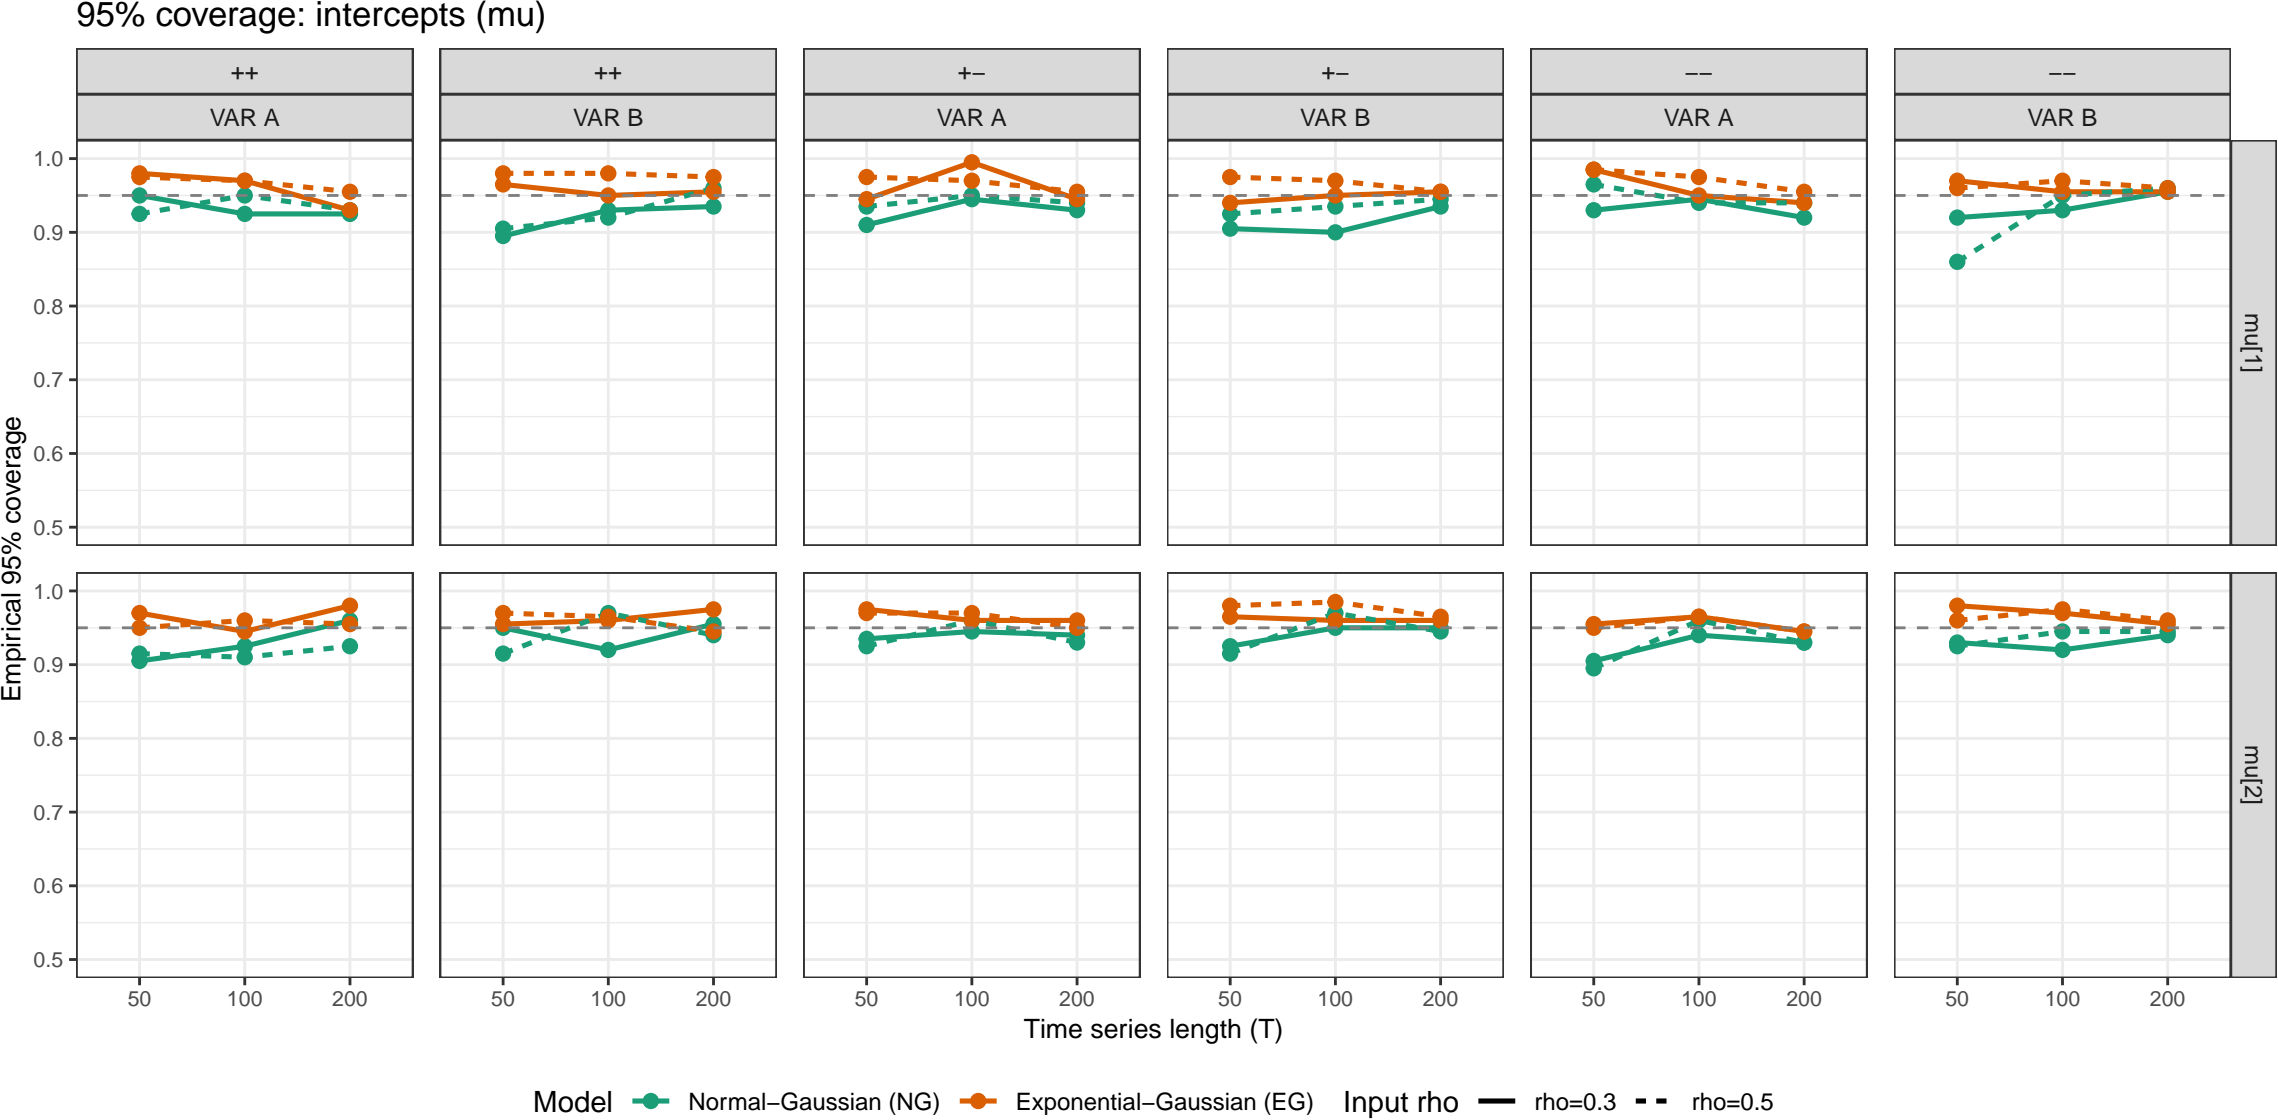 95% coverage: intercepts (mu)
++ ++ +− +− −− −−
VAR A VAR B VAR A VAR B VAR A VAR B
1.0
0.9
0.8
0.7
0.6
0.5
mu[1]
Empirical 95% coverage
1.0
0.9
0.8
0.7
0.6
0.5
mu[2]
50 100 200 50 100 200 50 100 200 50 100 200 50 100 200 50 100 200
Time series length (T)
Model Normal−Gaussian (NG) Exponential−Gaussian (EG) Input rho rho=0.3 rho=0.5